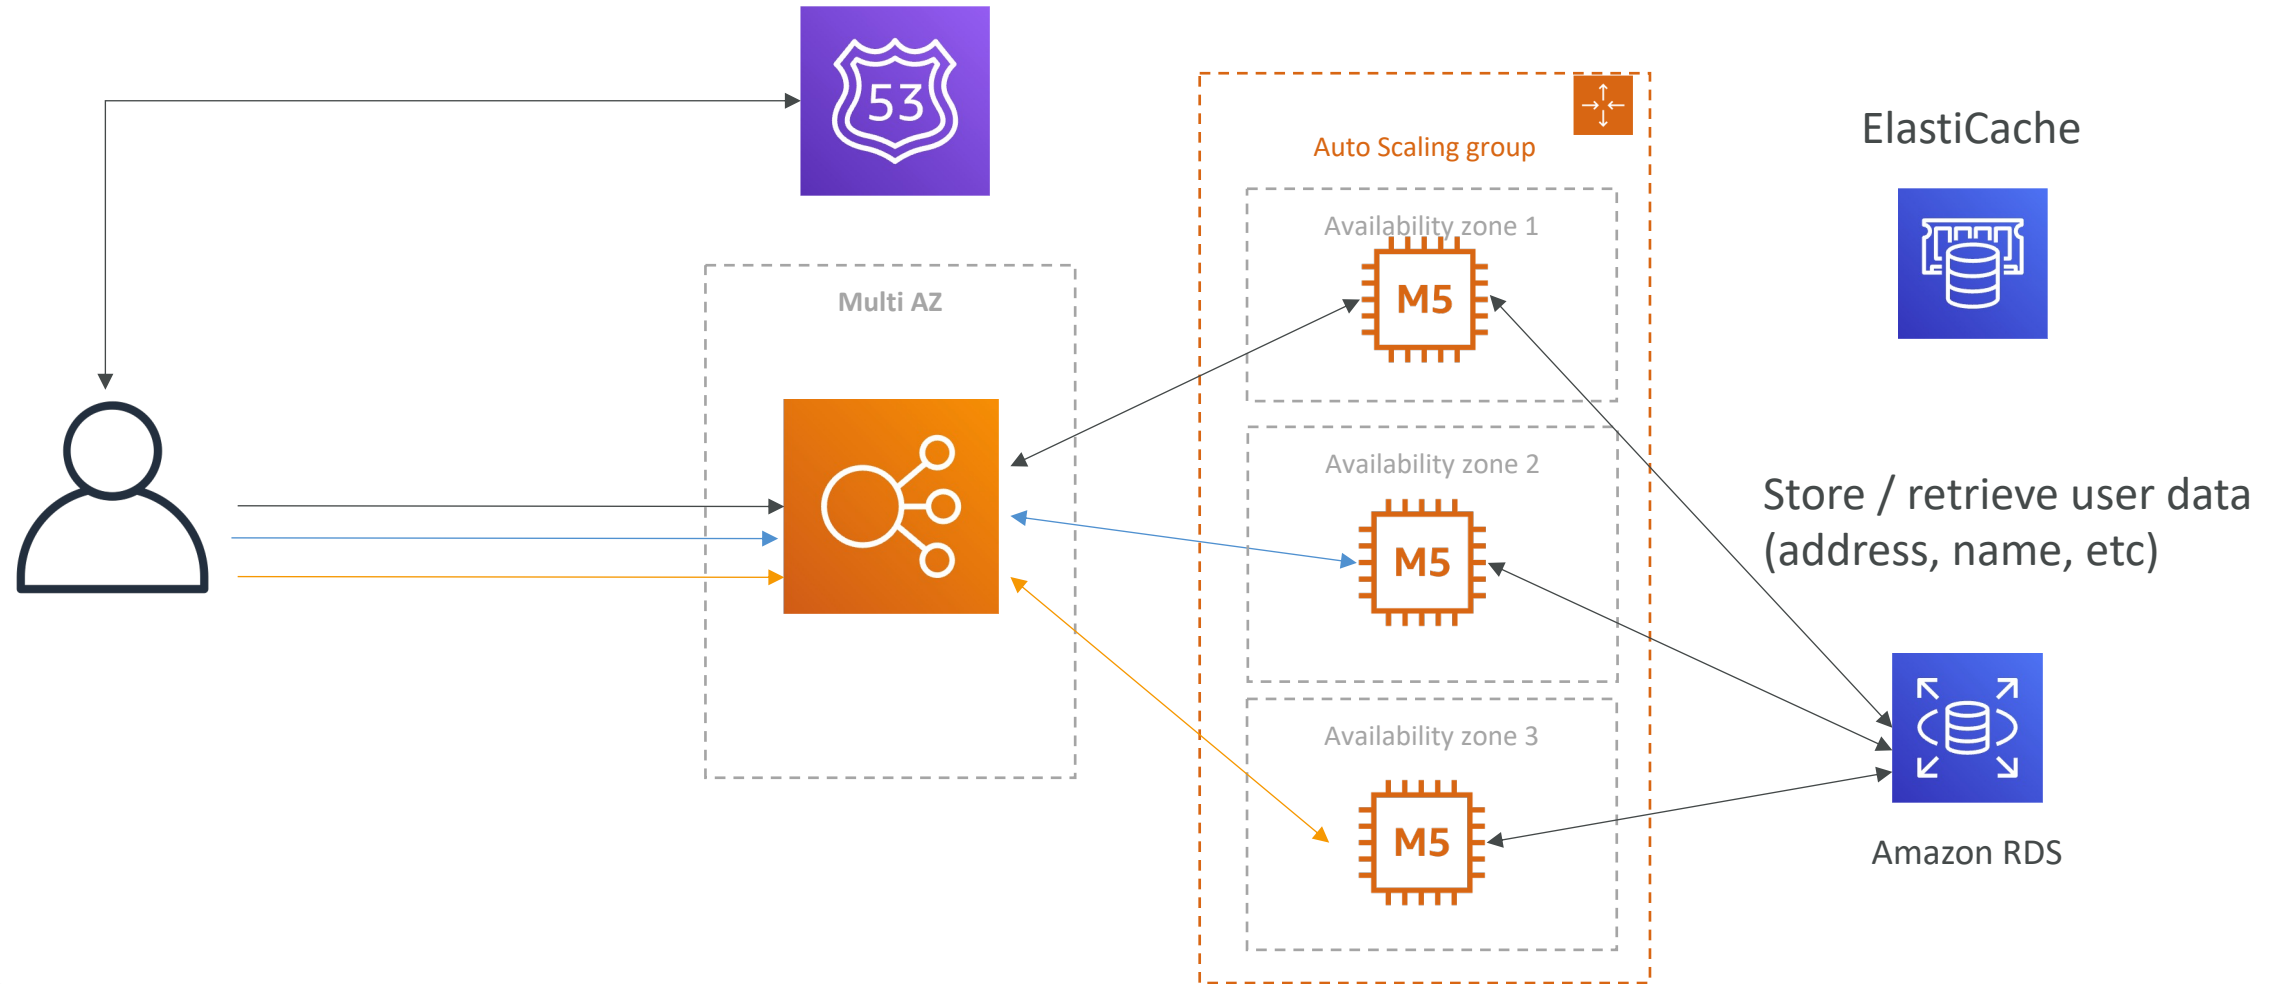 53
Auto Scaling group
ElastiCache
Availability zone 1
M5
Multi AZ
Availability zone 2
M5
Store / retrieve user data
(address, name, etc)
Availability zone 3
M5
Amazon RDS